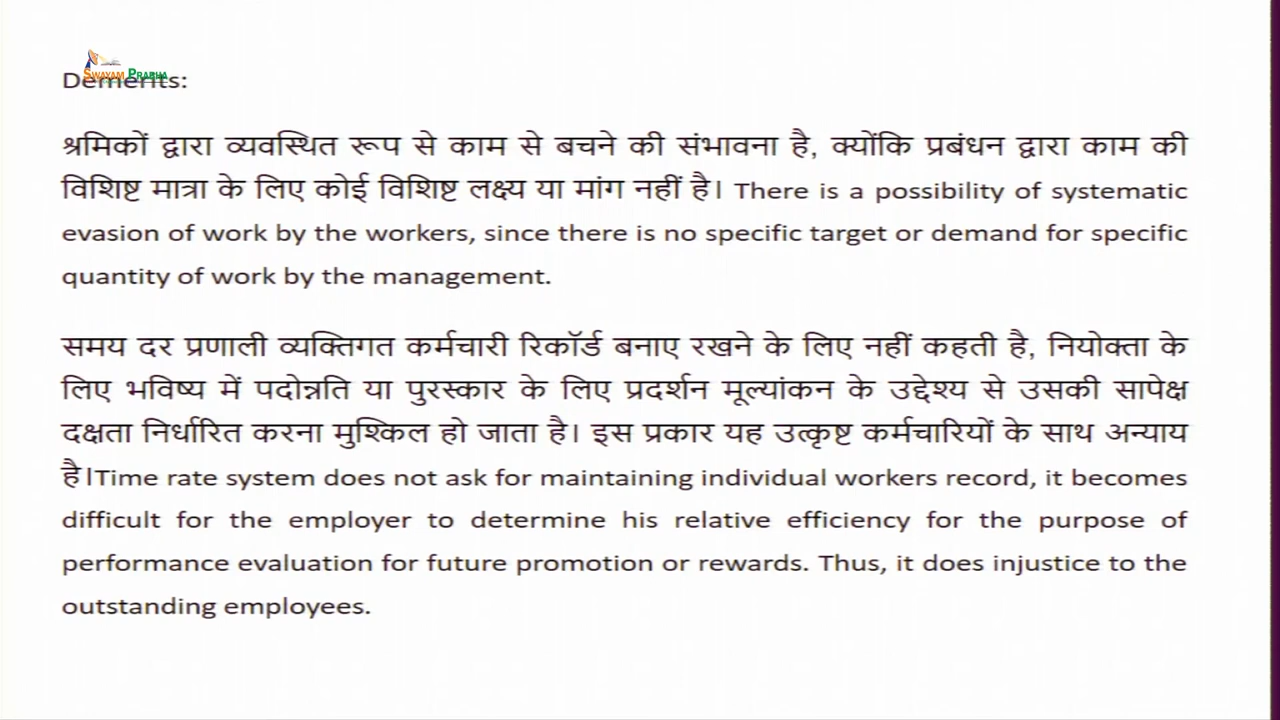 SWAYAM PRABHA
Demerits:
श्रमिकों द्वारा व्यवस्थित रूप से काम से बचने की संभावना है, क्योंकि प्रबंधन द्वारा काम की
विशिष्ट मात्रा के लिए कोई विशिष्ट लक्ष्य या मांग नहीं है। There is a possibility of systematic
evasion of work by the workers, since there is no specific target or demand for specific
quantity of work by the management.
समय दर प्रणाली व्यक्तिगत कर्मचारी रिकॉर्ड बनाए रखने के लिए नहीं कहती है, नियोक्ता के
लिए भविष्य में पदोन्नति या पुरस्कार के लिए प्रदर्शन मूल्यांकन के उद्देश्य से उसकी सापेक्ष
दक्षता निर्धारित करना मुश्किल हो जाता है। इस प्रकार यह उत्कृष्ट कर्मचारियों के साथ अन्याय
है।Time rate system does not ask for maintaining individual workers record, it becomes
difficult for the employer to determine his relative efficiency for the purpose of
performance evaluation for future promotion or rewards. Thus, it does injustice to the
outstanding employees.